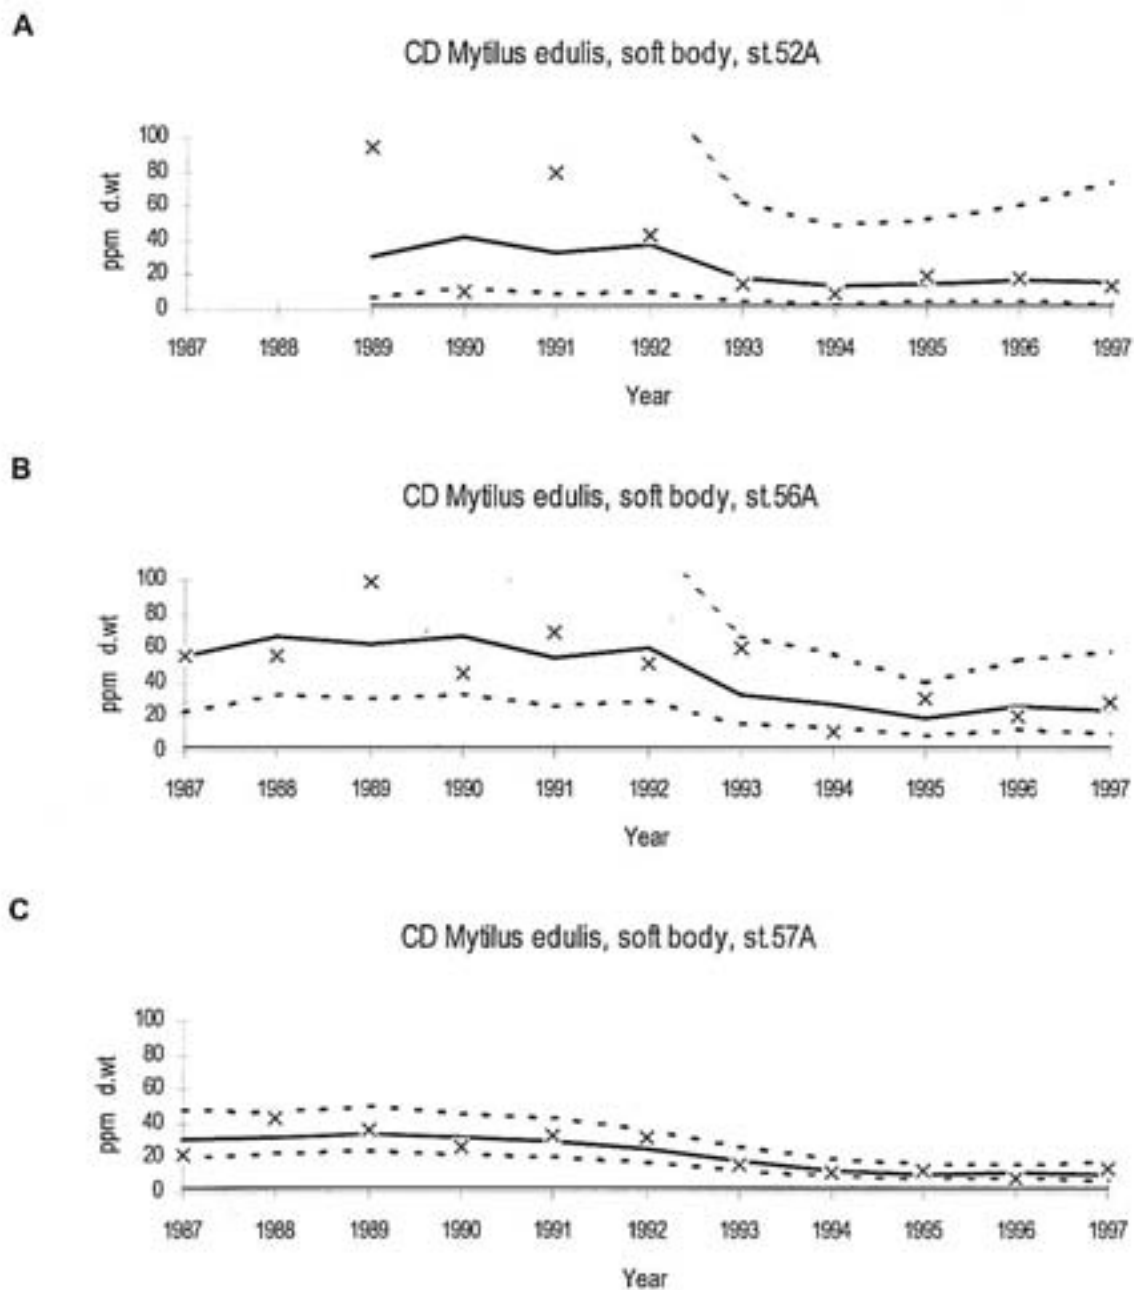 A
CD Mytilus edulis, soft body, st.52A
ppm d.wt
100
80
60
40
20
0
1987 1988 1989 1990 1991 1992 1993 1994 1995 1996 1997
Year
B
CD Mytilus edulis, soft body, st.56A
ppm d.wt
100
80
60
40
20
0
1987 1988 1989 1990 1991 1992 1993 1994 1995 1996 1997
Year
C
CD Mytilus edulis, soft body, st.57A
ppm d.wt
100
80
60
40
20
0
1987 1988 1989 1990 1991 1992 1993 1994 1995 1996 1997
Year